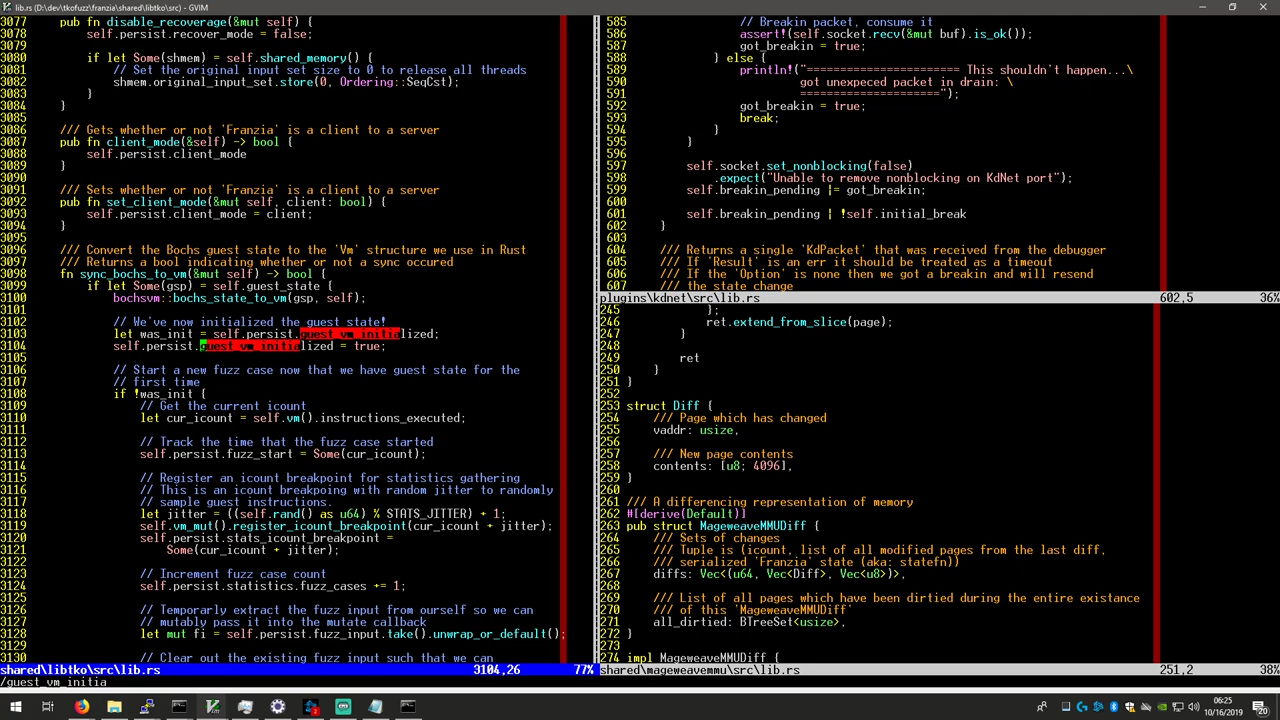 lib.rs (D:\dev\tkofuzz\franzia\shared\libtko\src) - GVIM
3077     pub fn disable_recoverage(&mut self) {
3078         self.persist.recover_mode = false;
3079
3080         if let Some(shmem) = self.shared_memory() {
3081             // Set the original input set size to 0 to release all threads
3082             shmem.original_input_set.store(0, Ordering::SeqCst);
3083         }
3084     }
3085
3086     /// Gets whether or not `Franzia` is a client to a server
3087     pub fn client_mode(&self) -> bool {
3088         self.persist.client_mode
3089     }
3090
3091     /// Sets whether or not `Franzia` is a client to a server
3092     pub fn set_client_mode(&mut self, client: bool) {
3093         self.persist.client_mode = client;
3094     }
3095
3096     /// Convert the Bochs guest state to the `Vm` structure we use in Rust
3097     /// Returns a bool indicating whether or not a sync occured
3098     fn sync_bochs_to_vm(&mut self) -> bool {
3099         if let Some(gsp) = self.guest_state {
3100             bochsvm::bochs_state_to_vm(gsp, self);
3101
3102             // We've now initialized the guest state!
3103             let was_init = self.persist.guest_vm_initialized;
3104             self.persist.guest_vm_initialized = true;
3105
3106             // Start a new fuzz case now that we have guest state for the
3107             // first time
3108             if !was_init {
3109                 // Get the current icount
3110                 let cur_icount = self.vm().instructions_executed;
3111
3112                 // Track the time that the fuzz case started
3113                 self.persist.fuzz_start = Some(cur_icount);
3114
3115                 // Register an icount breakpoint for statistics gathering
3116                 // This is an icount breakpoing with random jitter to randomly
3117                 // sample guest instructions.
3118                 let jitter = ((self.rand() as u64) % STATS_JITTER) + 1;
3119                 self.vm_mut().register_icount_breakpoint(cur_icount + jitter);
3120                 self.persist.stats_icount_breakpoint =
3121                     Some(cur_icount + jitter);
3122
3123                 // Increment fuzz case count
3124                 self.persist.statistics.fuzz_cases += 1;
3125
3126                 // Temporarly extract the fuzz input from ourself so we can
3127                 // mutably pass it into the mutate callback
3128                 let mut fi = self.persist.fuzz_input.take().unwrap_or_default();
3129
3130                 // Clear out the existing fuzz input such that we can
shared\libtko\src\lib.rs 3104,26 77%
/guest_vm_initia
585                 // Breakin packet, consume it
586                 assert!(self.socket.recv(&mut buf).is_ok());
587                 got_breakin = true;
588             } else {
589                 println!("======================= This shouldn't happen...\
590                          got unexpeced packet in drain: \
591                          =====================");
592                 got_breakin = true;
593                 break;
594             }
595         }
596
597         self.socket.set_nonblocking(false)
598             .expect("Unable to remove nonblocking on KdNet port");
599         self.breakin_pending |= got_breakin;
600
601         self.breakin_pending | !self.initial_break
602     }
603
604     /// Returns a single `KdPacket` that was received from the debugger
605     /// If `Result` is an err it should be treated as a timeout
606     /// If the `Option` is none then we got a breakin and will resend
607     /// the state change
plugins\kdnet\src\lib.rs 602,5 36%
245                 };
246                 ret.extend_from_slice(page);
247         }
248
249         ret
250     }
251 }
252
253 struct Diff {
254     /// Page which has changed
255     vaddr: usize,
256
257     /// New page contents
258     contents: [u8; 4096],
259 }
260
261 /// A differencing representation of memory
262 #[derive(Default)]
263 pub struct MageweaveMMUDiff {
264     /// Sets of changes
265     /// Tuple is (icount, list of all modified pages from the last diff,
266     /// serialized `Franzia` state (aka: statefn))
267     diffs: Vec<(u64, Vec<Diff>, Vec<u8>)>,
268
269     /// List of all pages which have been dirtied during the entire existance
270     /// of this `MageweaveMMUDiff`
271     all_dirtied: BTreeSet<usize>,
272 }
273
274 impl MageweaveMMUDiff {
shared\mageweavemmu\src\lib.rs 251,2 38%
06:25
10/16/2019
20